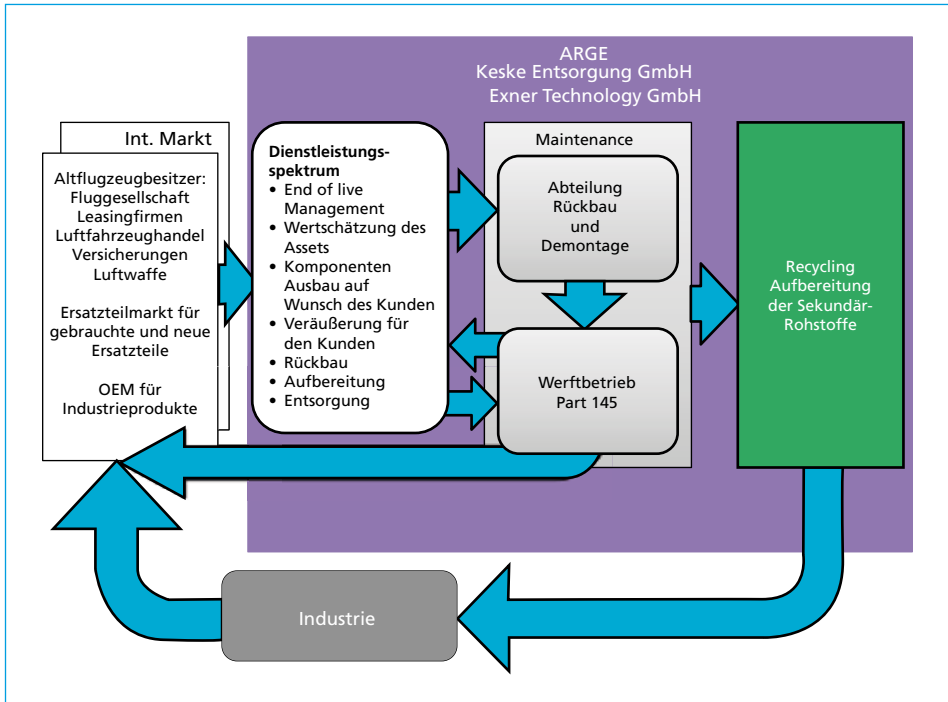 ARGE
Keske Entsorgung GmbH
Exner Technology GmbH
Int. Markt
Altflugzeugbesitzer:
Fluggesellschaft
Leasingfirmen
Luftfahrzeughandel
Versicherungen
Luftwaffe
Ersatzteilmarkt für
gebrauchte und neue
Ersatzteile
OEM für
Industrieprodukte
Dienstleistungs-
spektrum
• End of live
Management
• Wertschätzung des
Assets
• Komponenten
Ausbau auf
Wunsch des Kunden
• Veräußerung für
den Kunden
• Rückbau
• Aufbereitung
• Entsorgung
Maintenance
Abteilung
Rückbau
und
Demontage
Werftbetrieb
Part 145
Recycling
Aufbereitung
der Sekundär-
Rohstoffe
Industrie